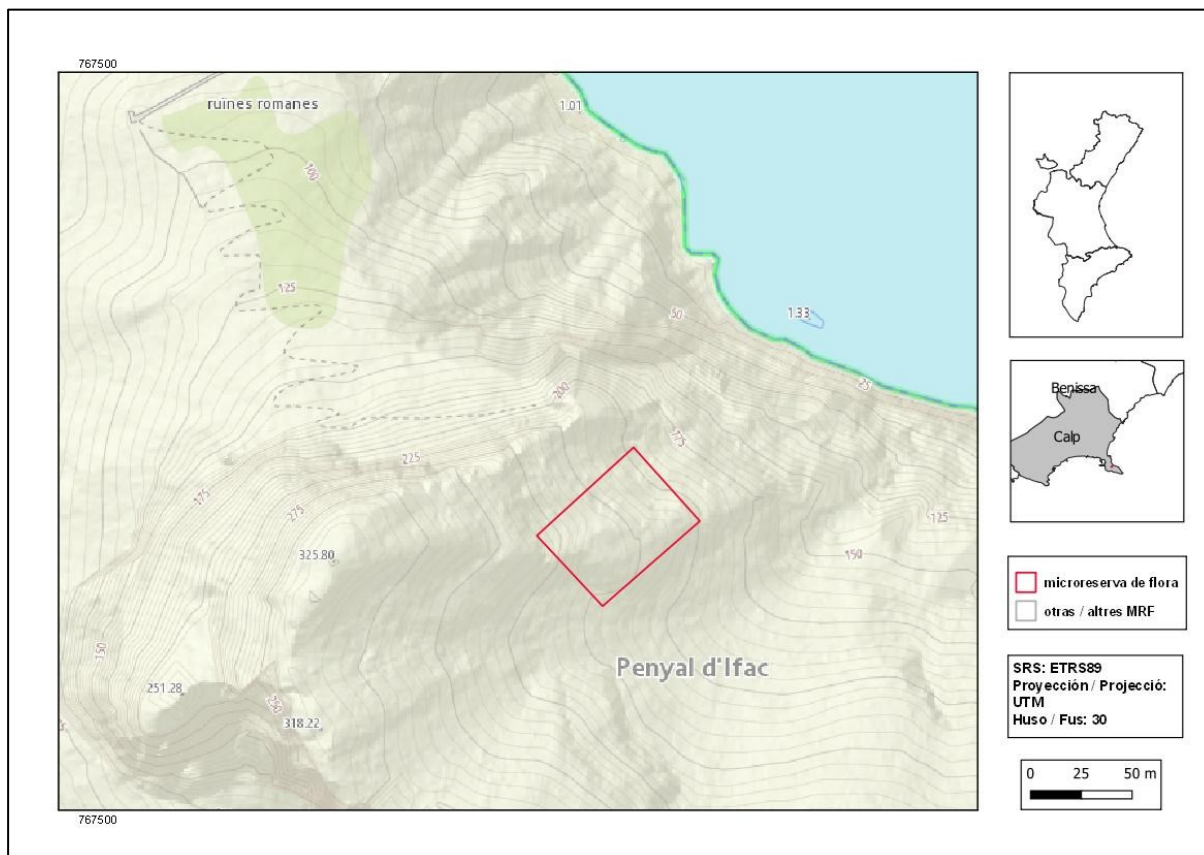 767500
ruïnes romanes
1.01
100
125
1.33
50
25
200
175
225
175
275
125
325.80
150
150
Penyal d'Ifac
251.28
250
318.22
767500
Benissa
Calp
microreserva de flora
otras / altres MRF
SRS: ETRS89
Proyección / Projecció:
UTM
Huso / Fus: 30
0 25 50 m